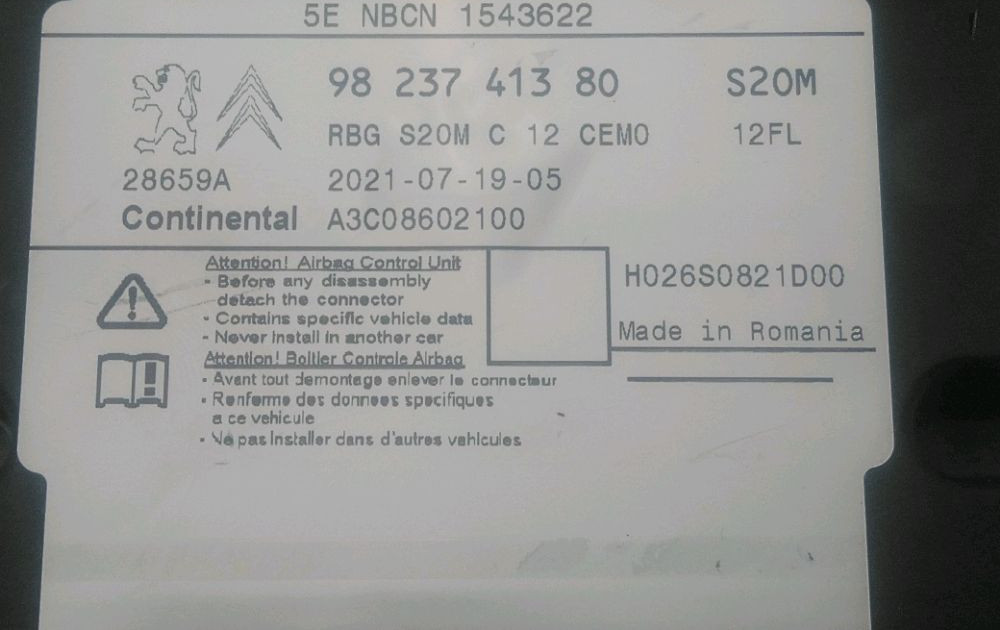 5E NBCN 1543622
98 237 413 80 S20M
RBG S20M C 12 CEMO 12FL
28659A 2021-07-19-05
Continental A3C08602100
Attention! Airbag Control Unit
- Before any disassembly
detach the connector
- Contains specific vehicle data
- Never install in another car
H026S0821D00
Made in Romania
Attention! Boitier Controle Airbag
- Avant tout demontage enlever le connecteur
- Renferme des donnees specifiques
a ce vehicule
- Ne pas installer dans d'autres vehicules